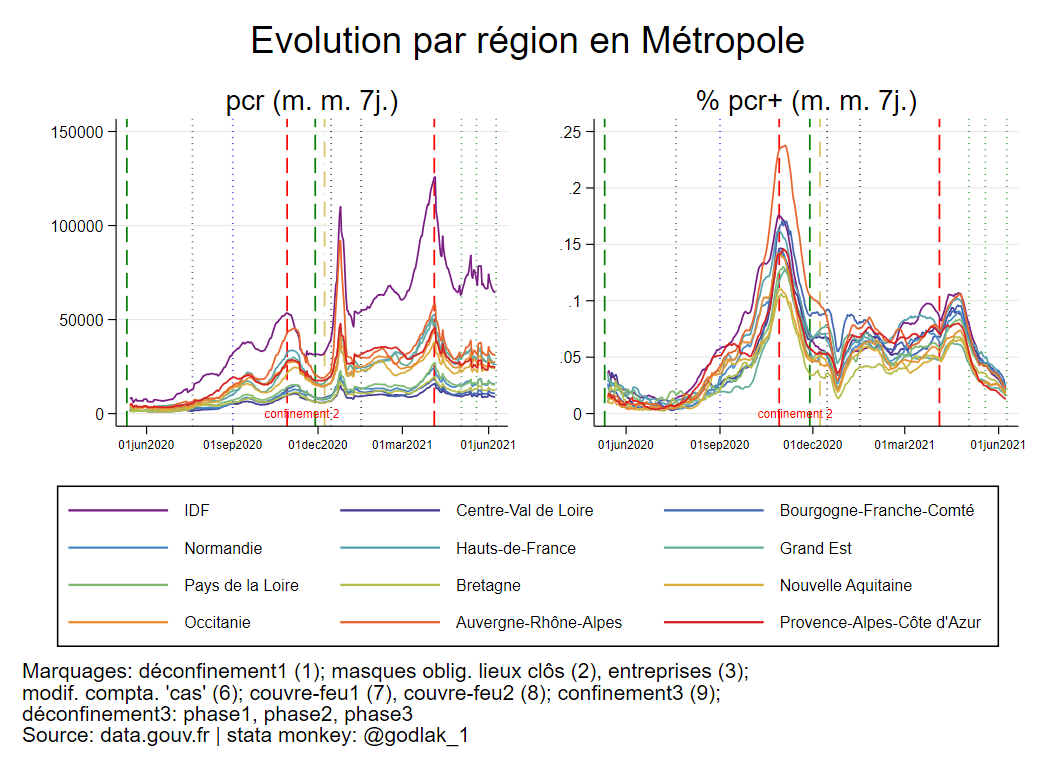 Evolution par région en Métropole
pcr (m. m. 7j.)
150000
100000
50000
0
confinement 2
01jun2020 01sep2020 01dec2020 01mar2021 01jun2021
% pcr+ (m. m. 7j.)
.25
.2
.15
.1
.05
0
confinement 2
01jun2020 01sep2020 01dec2020 01mar2021 01jun2021
IDF Centre-Val de Loire Bourgogne-Franche-Comté
Normandie Hauts-de-France Grand Est
Pays de la Loire Bretagne Nouvelle Aquitaine
Occitanie Auvergne-Rhône-Alpes Provence-Alpes-Côte d'Azur
Marquages: déconfinement1 (1); masques oblig. lieux clôs (2), entreprises (3);
modif. compta. 'cas' (6); couvre-feu1 (7), couvre-feu2 (8); confinement3 (9);
déconfinement3: phase1, phase2, phase3
Source: data.gouv.fr | stata monkey: @godlak_1